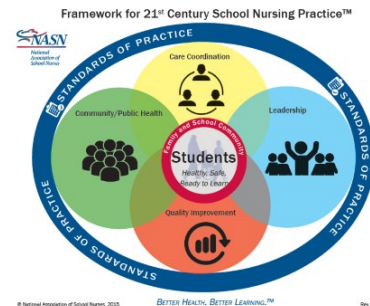 Framework for 21st Century School Nursing Practice™
NASN
National
Association of
School Nurses
STANDARDS OF PRACTICE
STANDARDS OF PRACTICE
STANDARDS OF PRACTICE
Care Coordination
Community/Public Health
Leadership
Family and School Community
Students
Healthy, Safe,
Ready to Learn
Quality Improvement
© National Association of School Nurses, 2015
BETTER HEALTH. BETTER LEARNING.™
Rev